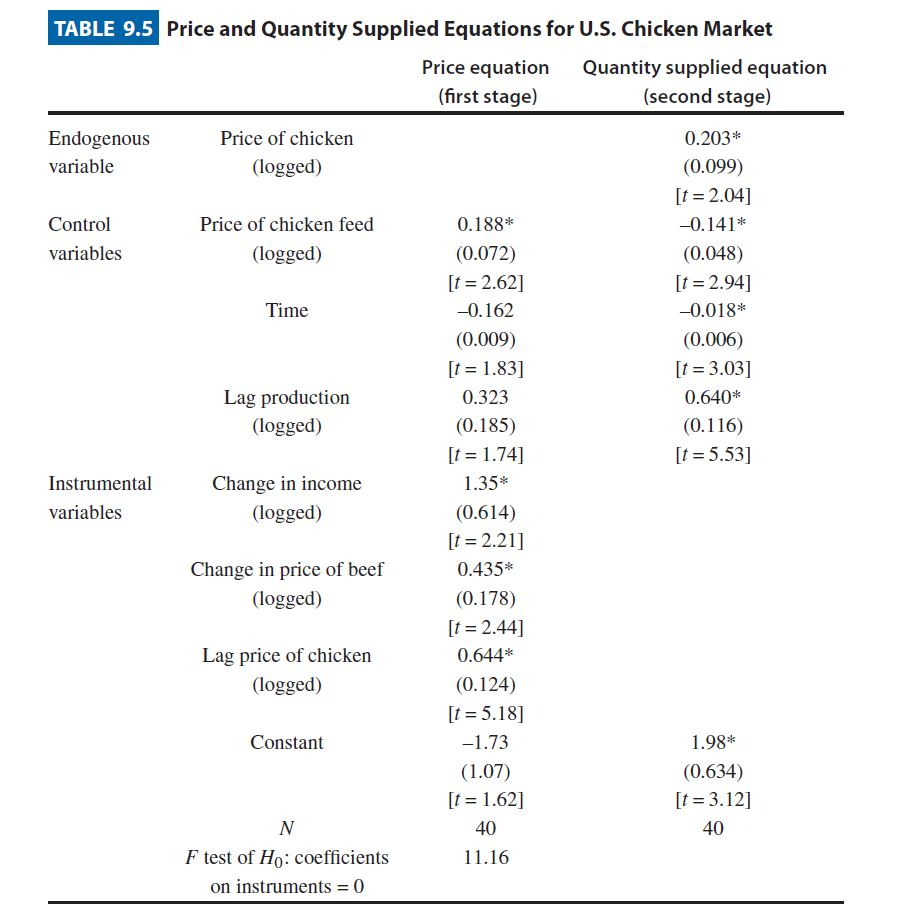 TABLE 9.5 Price and Quantity Supplied Equations for U.S. Chicken Market
Price equation Quantity supplied equation
(first stage) (second stage)
Endogenous Price of chicken 0.203*
variable (logged) (0.099)
[t = 2.04]
Control Price of chicken feed 0.188* –0.141*
variables (logged) (0.072) (0.048)
[t = 2.62] [t = 2.94]
Time –0.162 –0.018*
(0.009) (0.006)
[t = 1.83] [t = 3.03]
Lag production 0.323 0.640*
(logged) (0.185) (0.116)
[t = 1.74] [t = 5.53]
Instrumental Change in income 1.35*
variables (logged) (0.614)
[t = 2.21]
Change in price of beef 0.435*
(logged) (0.178)
[t = 2.44]
Lag price of chicken 0.644*
(logged) (0.124)
[t = 5.18]
Constant –1.73 1.98*
(1.07) (0.634)
[t = 1.62] [t = 3.12]
N 40 40
F test of H₀: coefficients 11.16
on instruments = 0